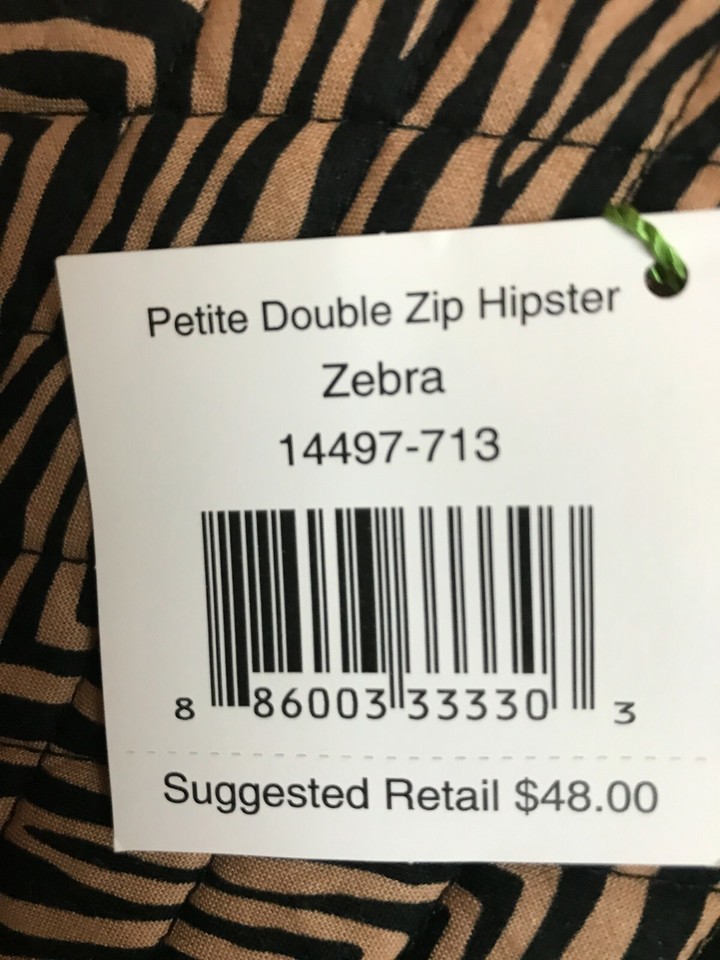 Petite Double Zip Hipster
Zebra
14497-713
8 86003 33330 3
Suggested Retail $48.00